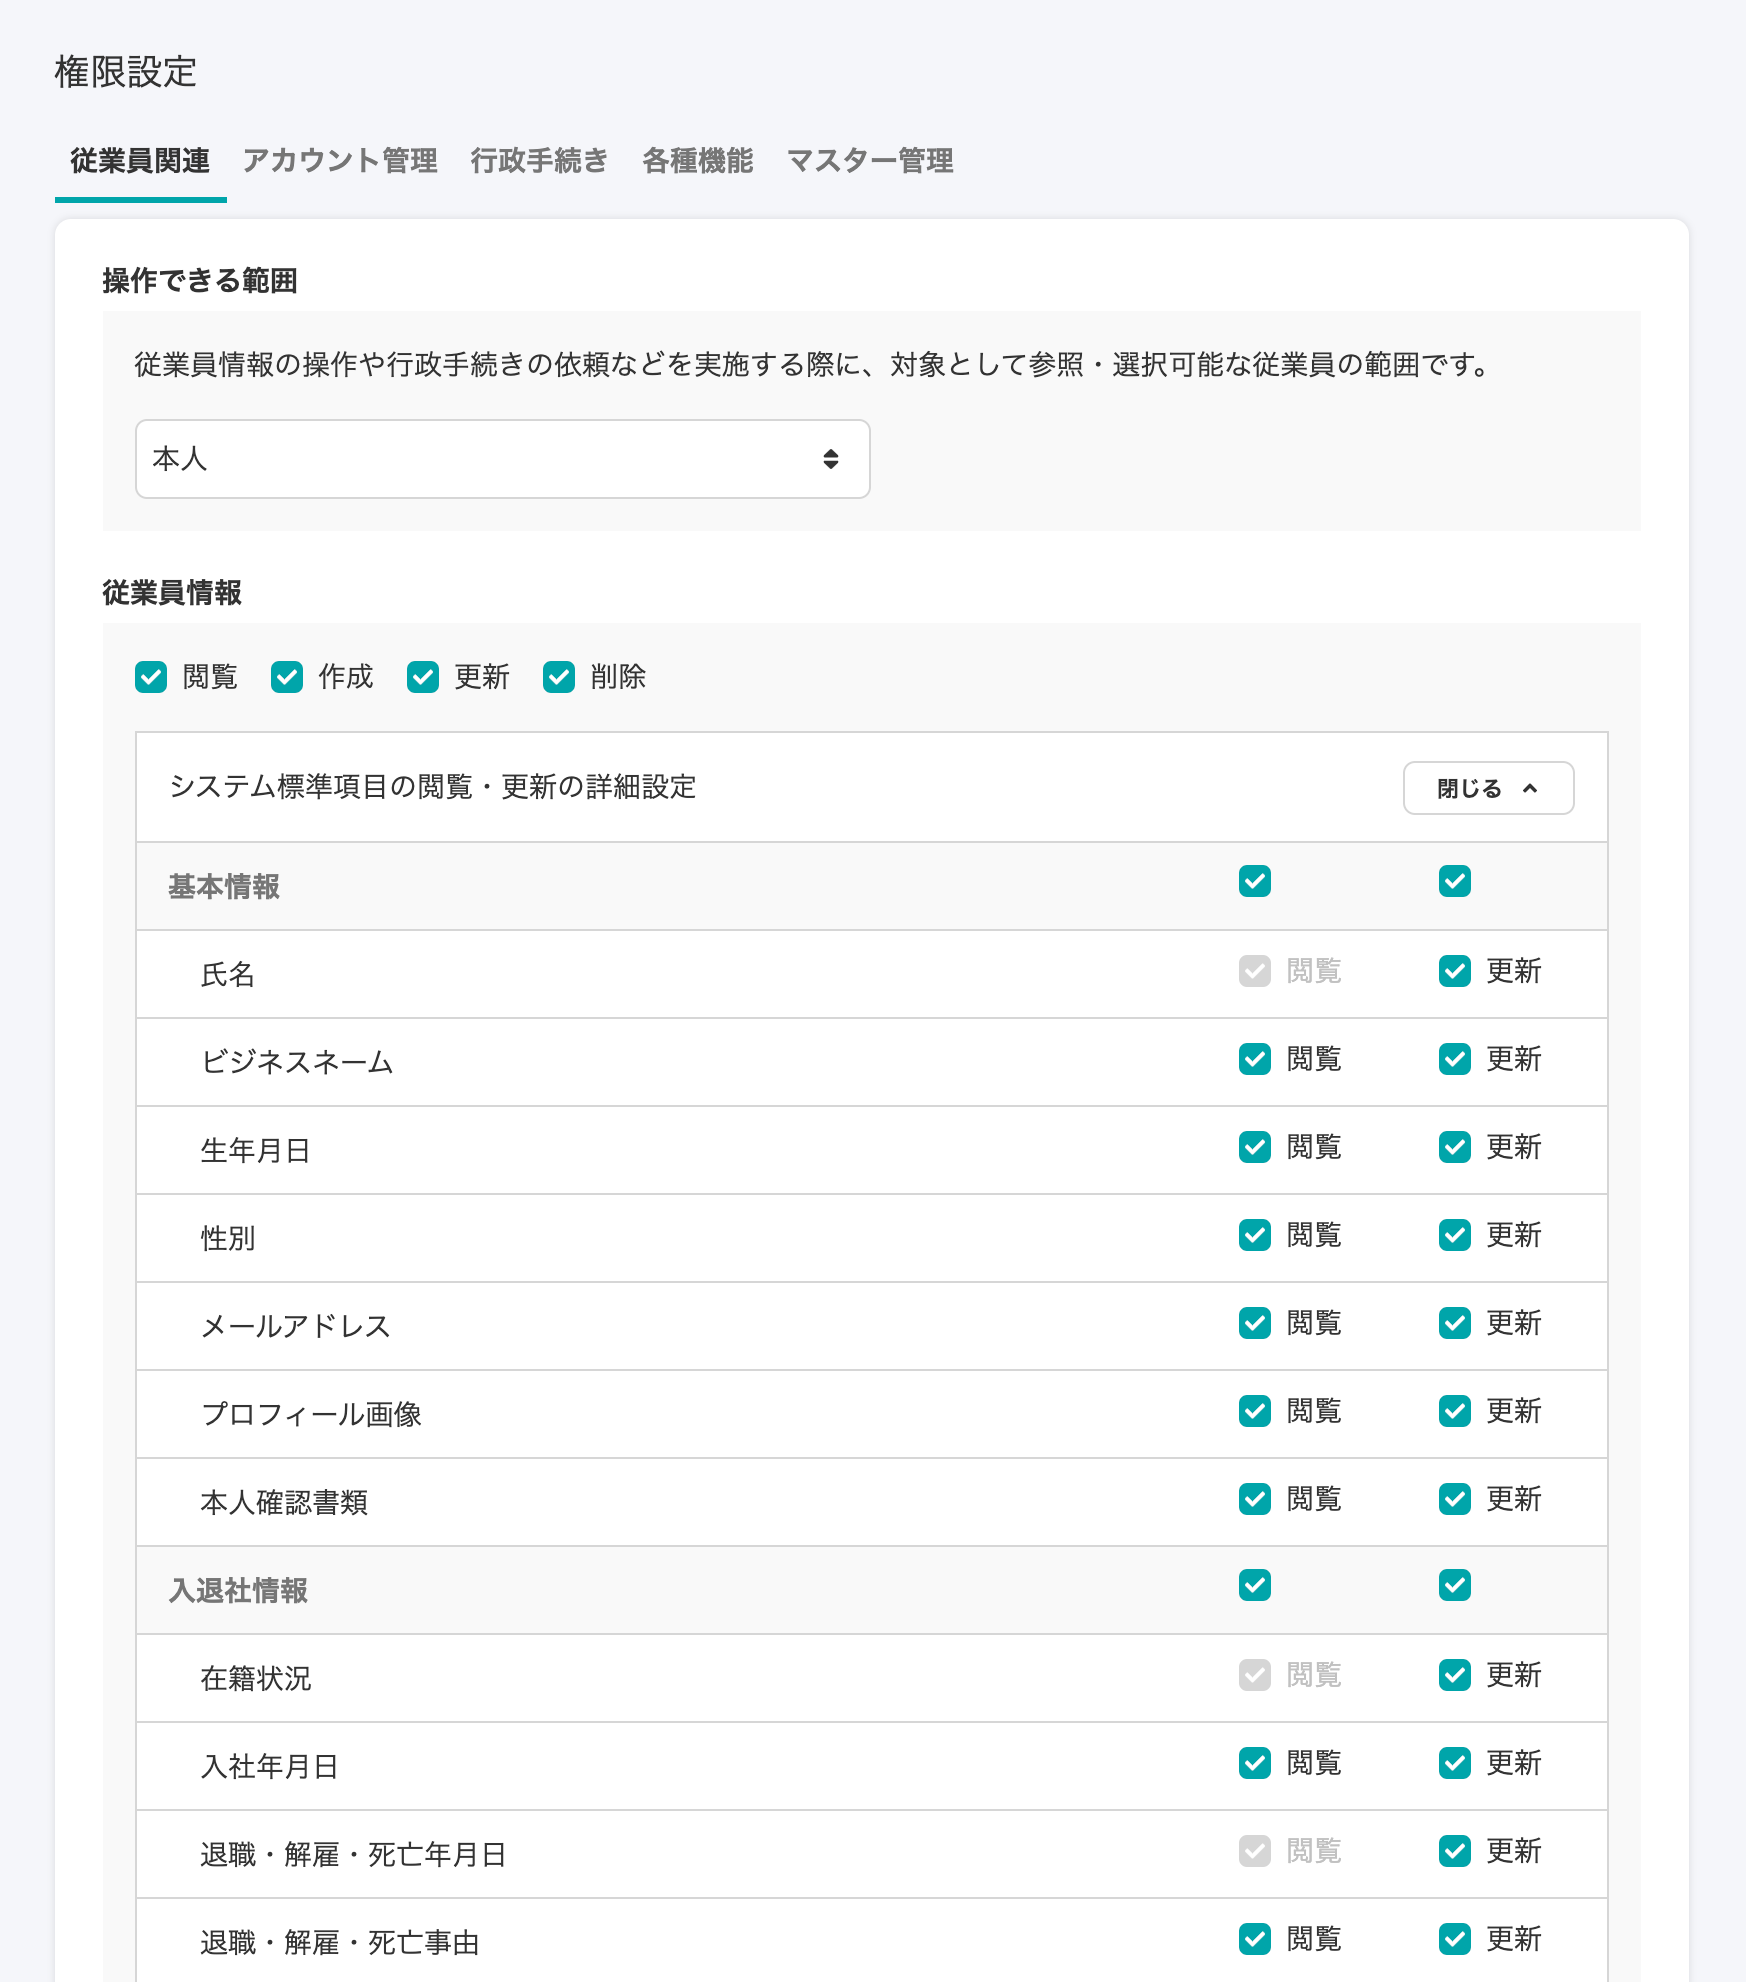 権限設定
従業員関連 アカウント管理 行政手続き 各種機能 マスター管理
操作できる範囲
従業員情報の操作や行政手続きの依頼などを実施する際に、対象として参照・選択可能な従業員の範囲です。
本人
従業員情報
閲覧 作成 更新 削除
システム標準項目の閲覧・更新の詳細設定 閉じる
基本情報
氏名 閲覧 更新
ビジネスネーム 閲覧 更新
生年月日 閲覧 更新
性別 閲覧 更新
メールアドレス 閲覧 更新
プロフィール画像 閲覧 更新
本人確認書類 閲覧 更新
入退社情報
在籍状況 閲覧 更新
入社年月日 閲覧 更新
退職・解雇・死亡年月日 閲覧 更新
退職・解雇・死亡事由 閲覧 更新